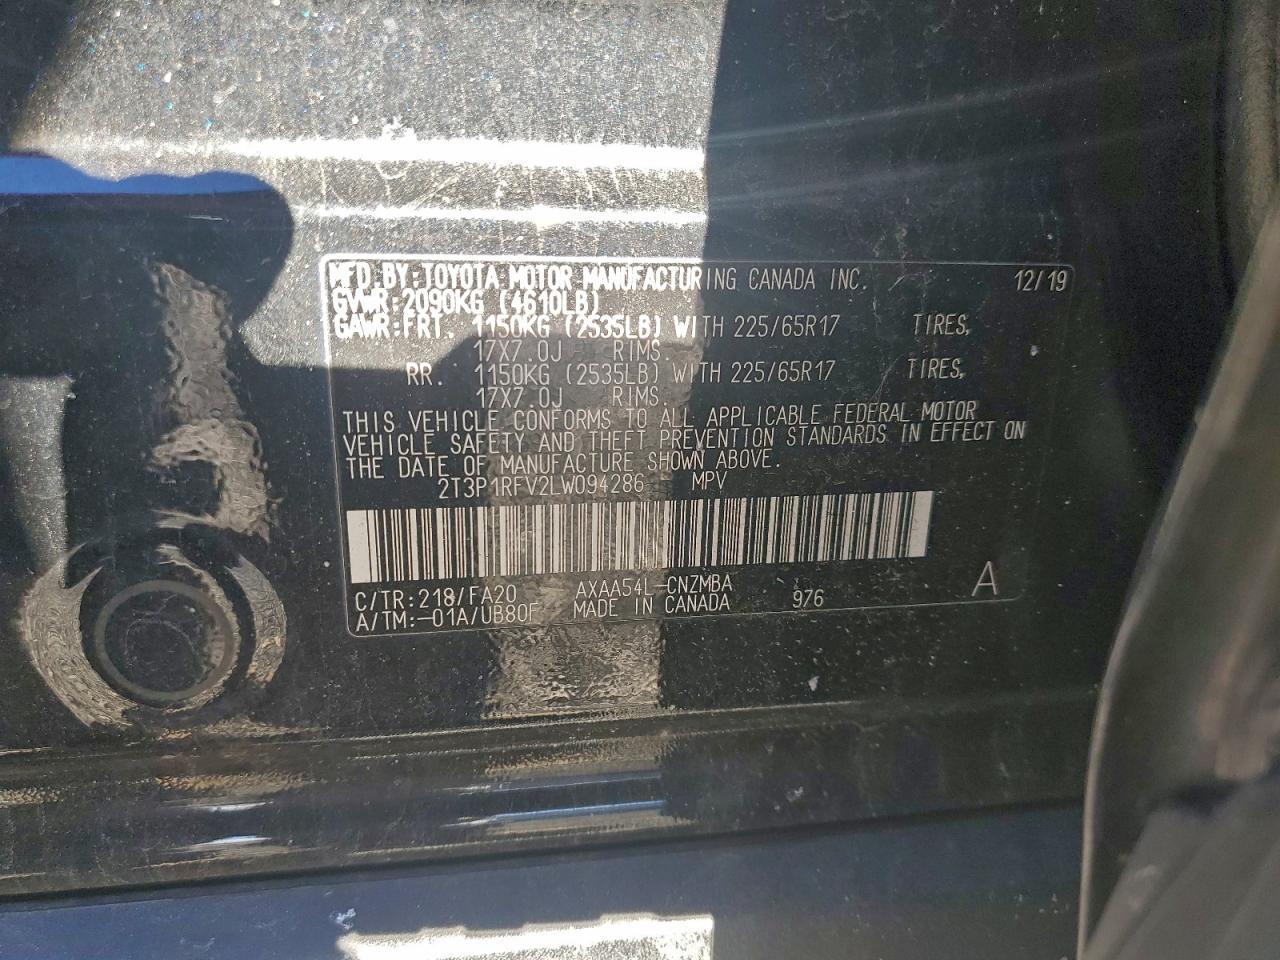 MFD.BY:TOYOTA MOTOR MANUFACTURING CANADA INC. 12/19
GVWR:2090KG (4610LB)
GAWR:FRT. 1150KG (2535LB) WITH 225/65R17 TIRES,
17X7.0J RIMS.
RR. 1150KG (2535LB) WITH 225/65R17 TIRES,
17X7.0J RIMS.
THIS VEHICLE CONFORMS TO ALL APPLICABLE FEDERAL MOTOR
VEHICLE SAFETY AND THEFT PREVENTION STANDARDS IN EFFECT ON
THE DATE OF MANUFACTURE SHOWN ABOVE.
2T3P1RFV2LW094286 MPV
C/TR:218/FA20 AXAA54L-CNZMBA
A/TM:-01A/UB80F MADE IN CANADA 976 A